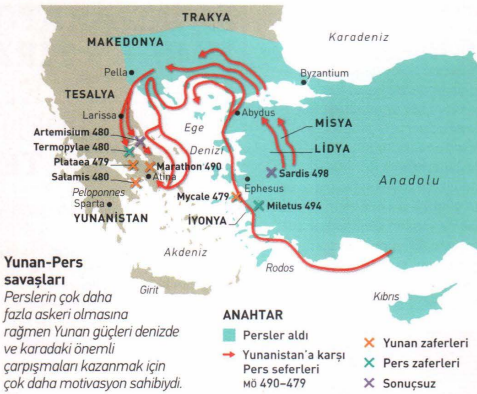 TRAKYA
Karadeniz
MAKEDONYA
Pella
Byzantium
TESALYA
Abydus
Larissa
MİSYA
Ege
Denizi
Artemisium 480
Termopylae 480
LİDYA
Plataea 479
Marathon 490
Sardis 498
Salamis 480
Atina
Anadolu
Peloponnes
Ephesus
Mycale 479
Sparta
Miletus 494
YUNANİSTAN
İYONYA
Akdeniz
Rodos
Girit
Kıbrıs
Yunan-Pers
savaşları
Perslerin çok daha
fazla askeri olmasına
rağmen Yunan güçleri denizde
ve karadaki önemli
çarpışmaları kazanmak için
çok daha motivasyon sahibiydi.
ANAHTAR
Persler aldı
Yunanistan'a karşı
Pers seferleri
MÖ 490–479
Yunan zaferleri
Pers zaferleri
Sonuçsuz